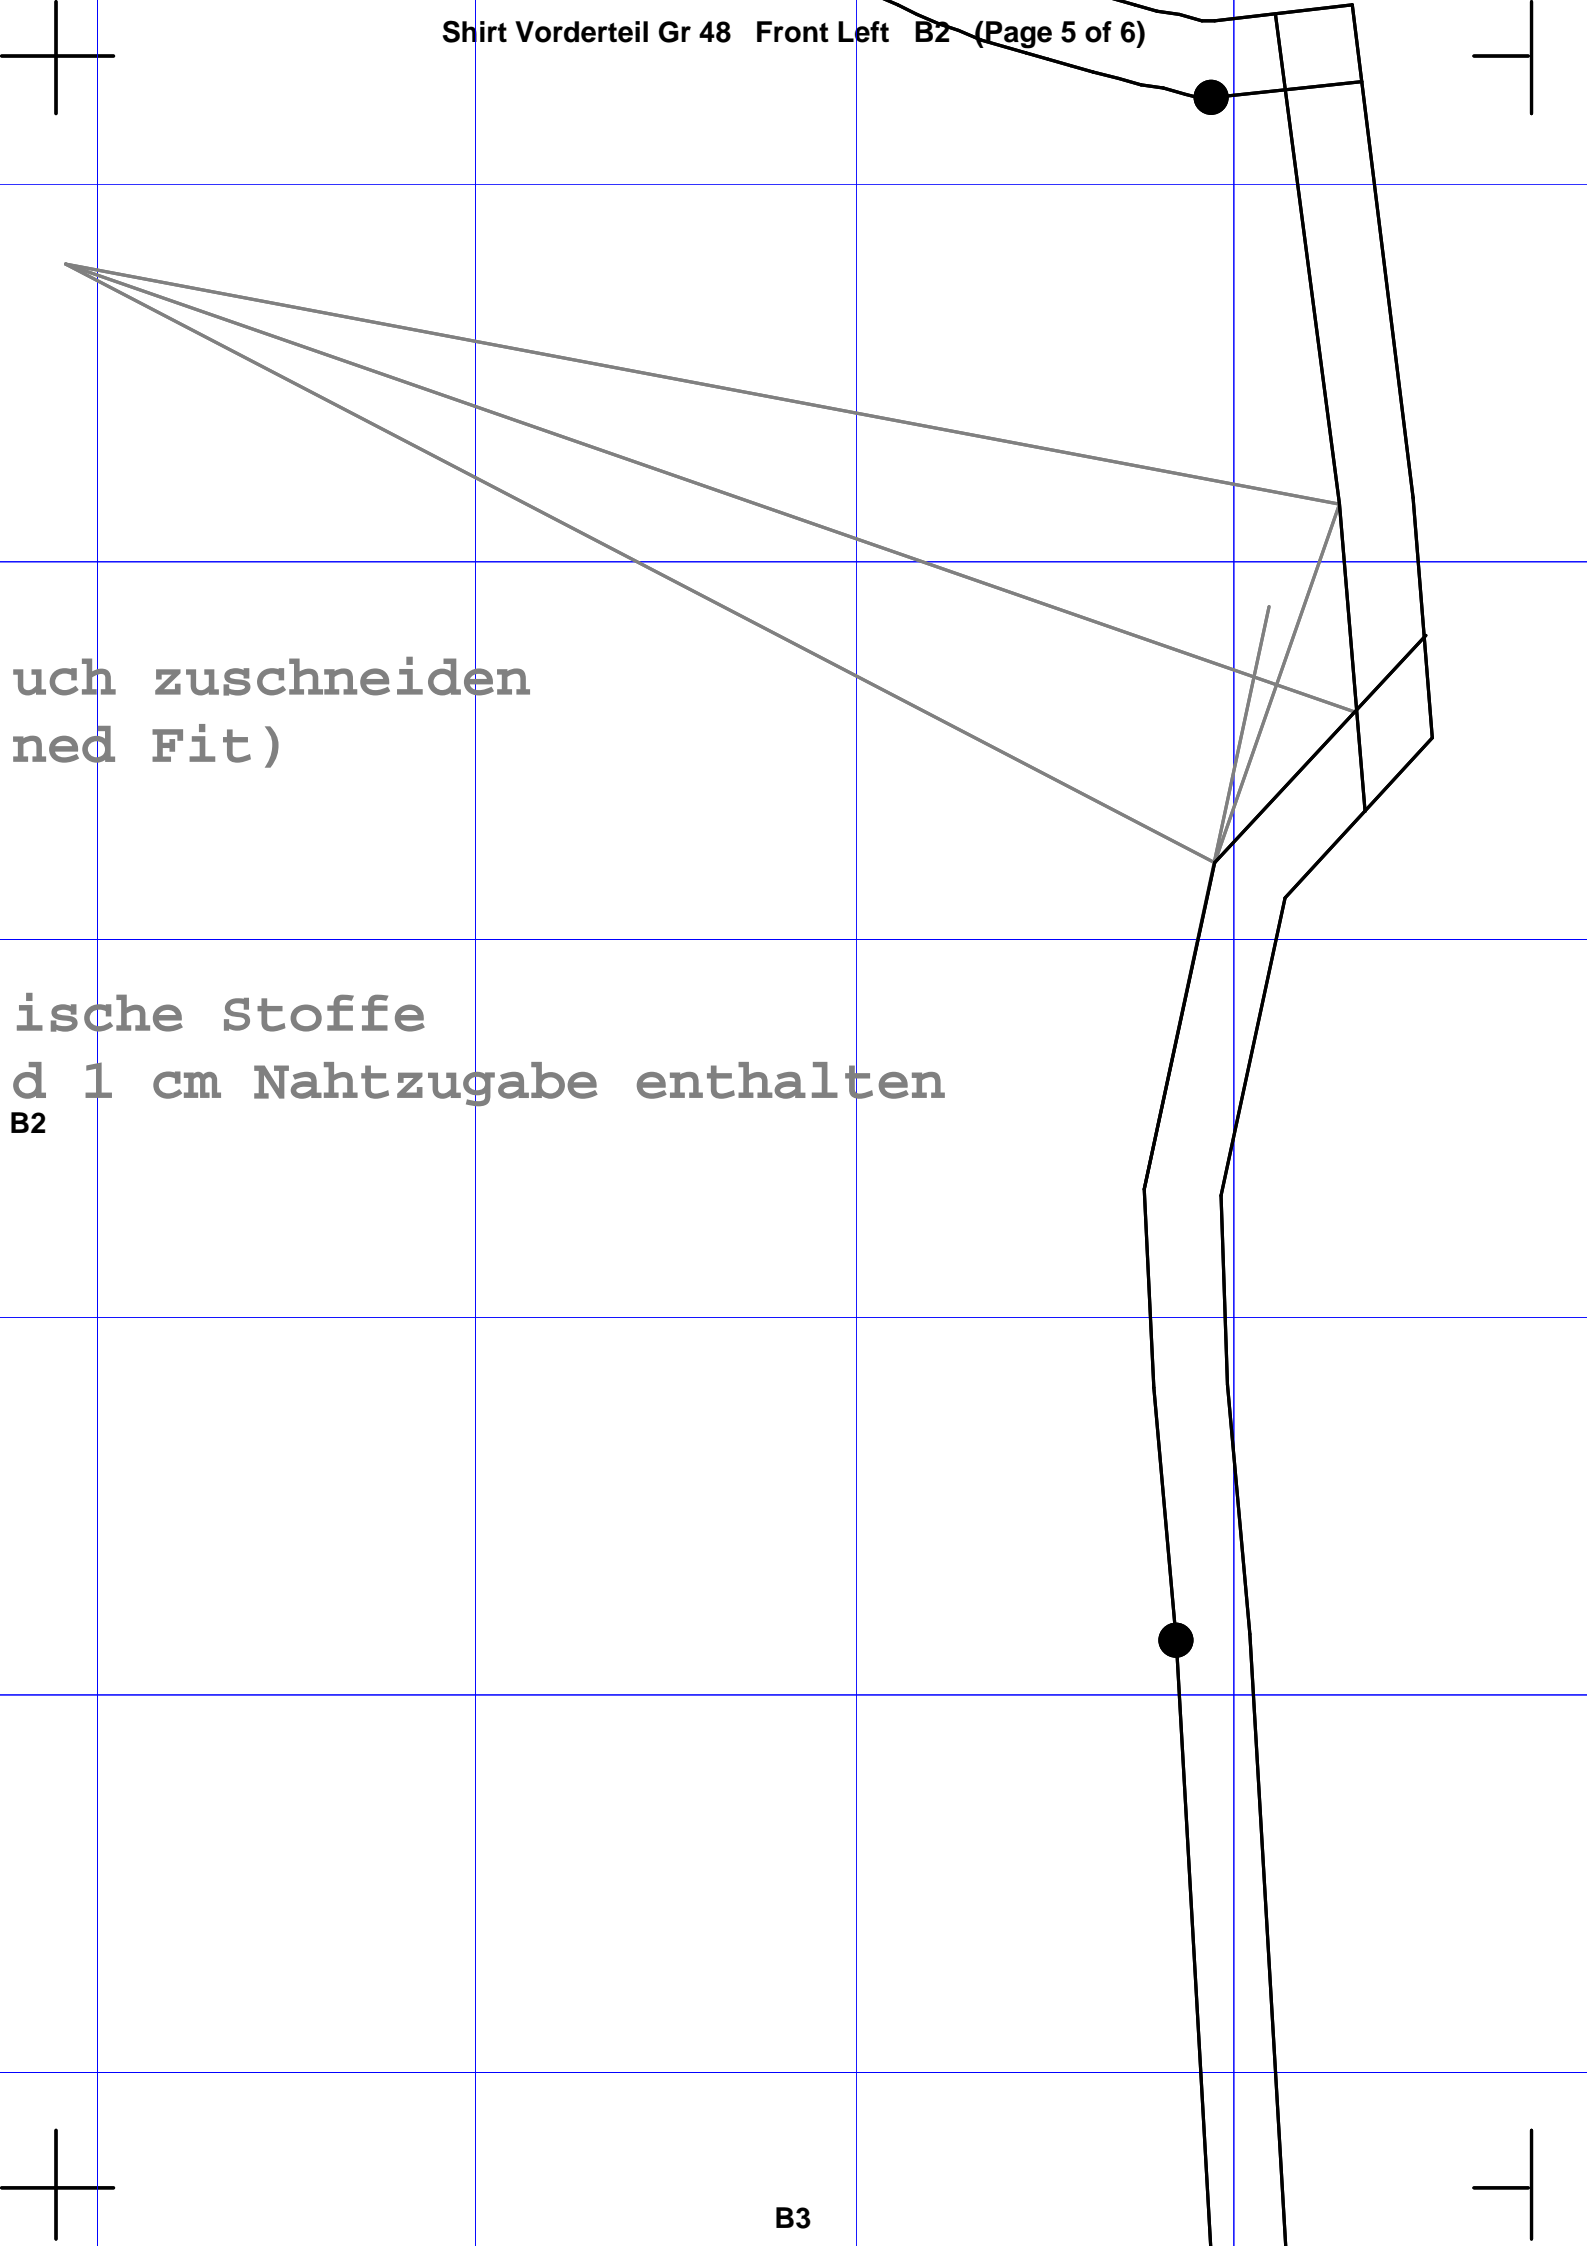 Shirt Vorderteil Gr 48 Front Left B2 (Page 5 of 6)
uch zuschneiden
ned Fit)
ische Stoffe
d 1 cm Nahtzugabe enthalten
B2
B3